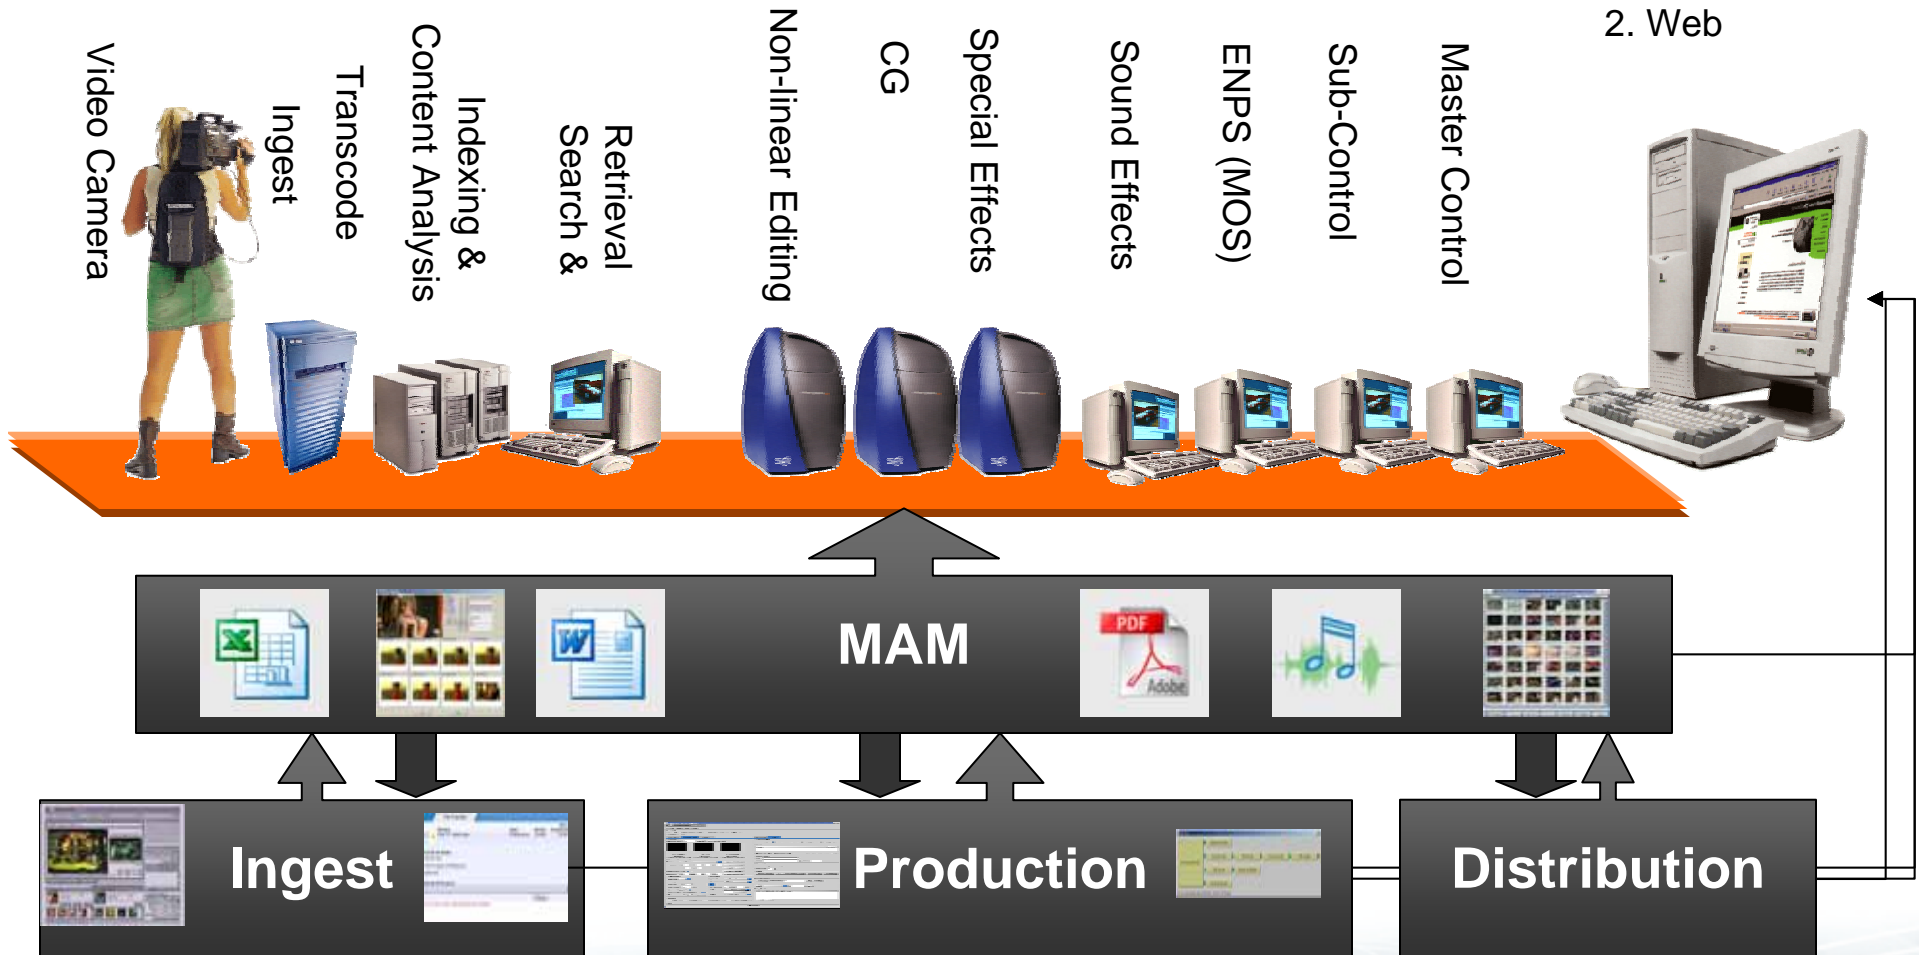 2. Web
Video Camera
Ingest
Transcode
Content Analysis
Indexing &
Search &
Retrieval
Non-linear Editing
CG
Special Effects
Sound Effects
ENPS (MOS)
Sub-Control
Master Control
MAM
PDF
Adobe
Ingest
Production
Distribution